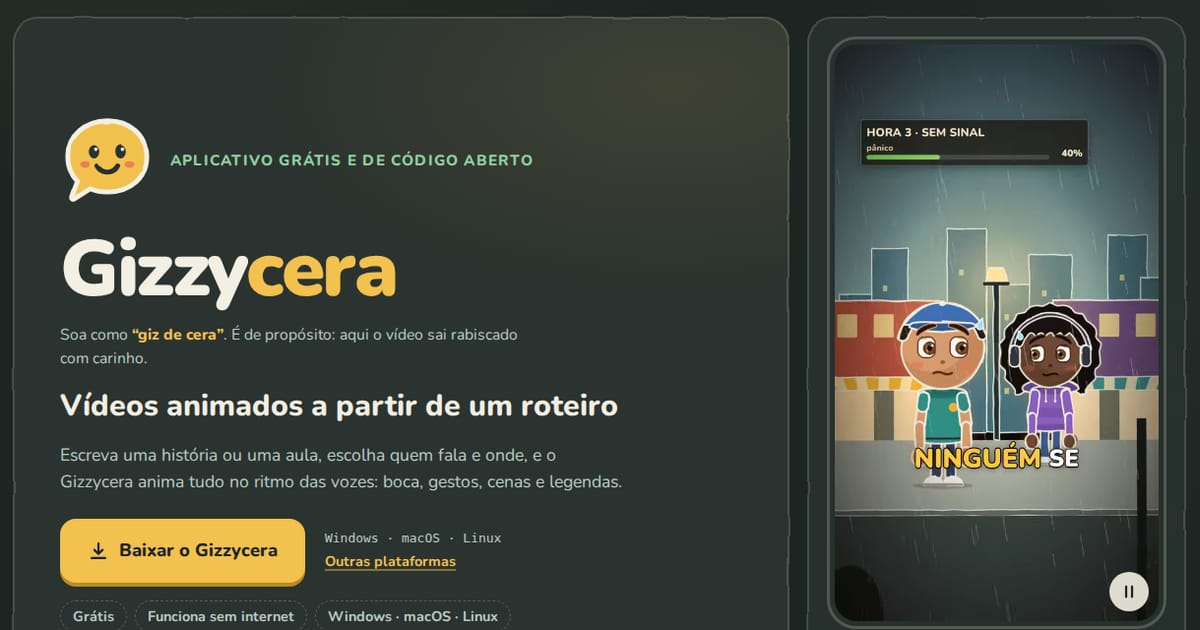 APLICATIVO GRÁTIS E DE CÓDIGO ABERTO
Gizzycera
Soa como “giz de cera”. É de propósito: aqui o vídeo sai rabiscado
com carinho.
Vídeos animados a partir de um roteiro
Escreva uma história ou uma aula, escolha quem fala e onde, e o
Gizzycera anima tudo no ritmo das vozes: boca, gestos, cenas e legendas.
Baixar o Gizzycera
Windows · macOS · Linux
Outras plataformas
Grátis
Funciona sem internet
Windows · macOS · Linux
HORA 3 · SEM SINAL
pânico
40%
NINGUÉM SE